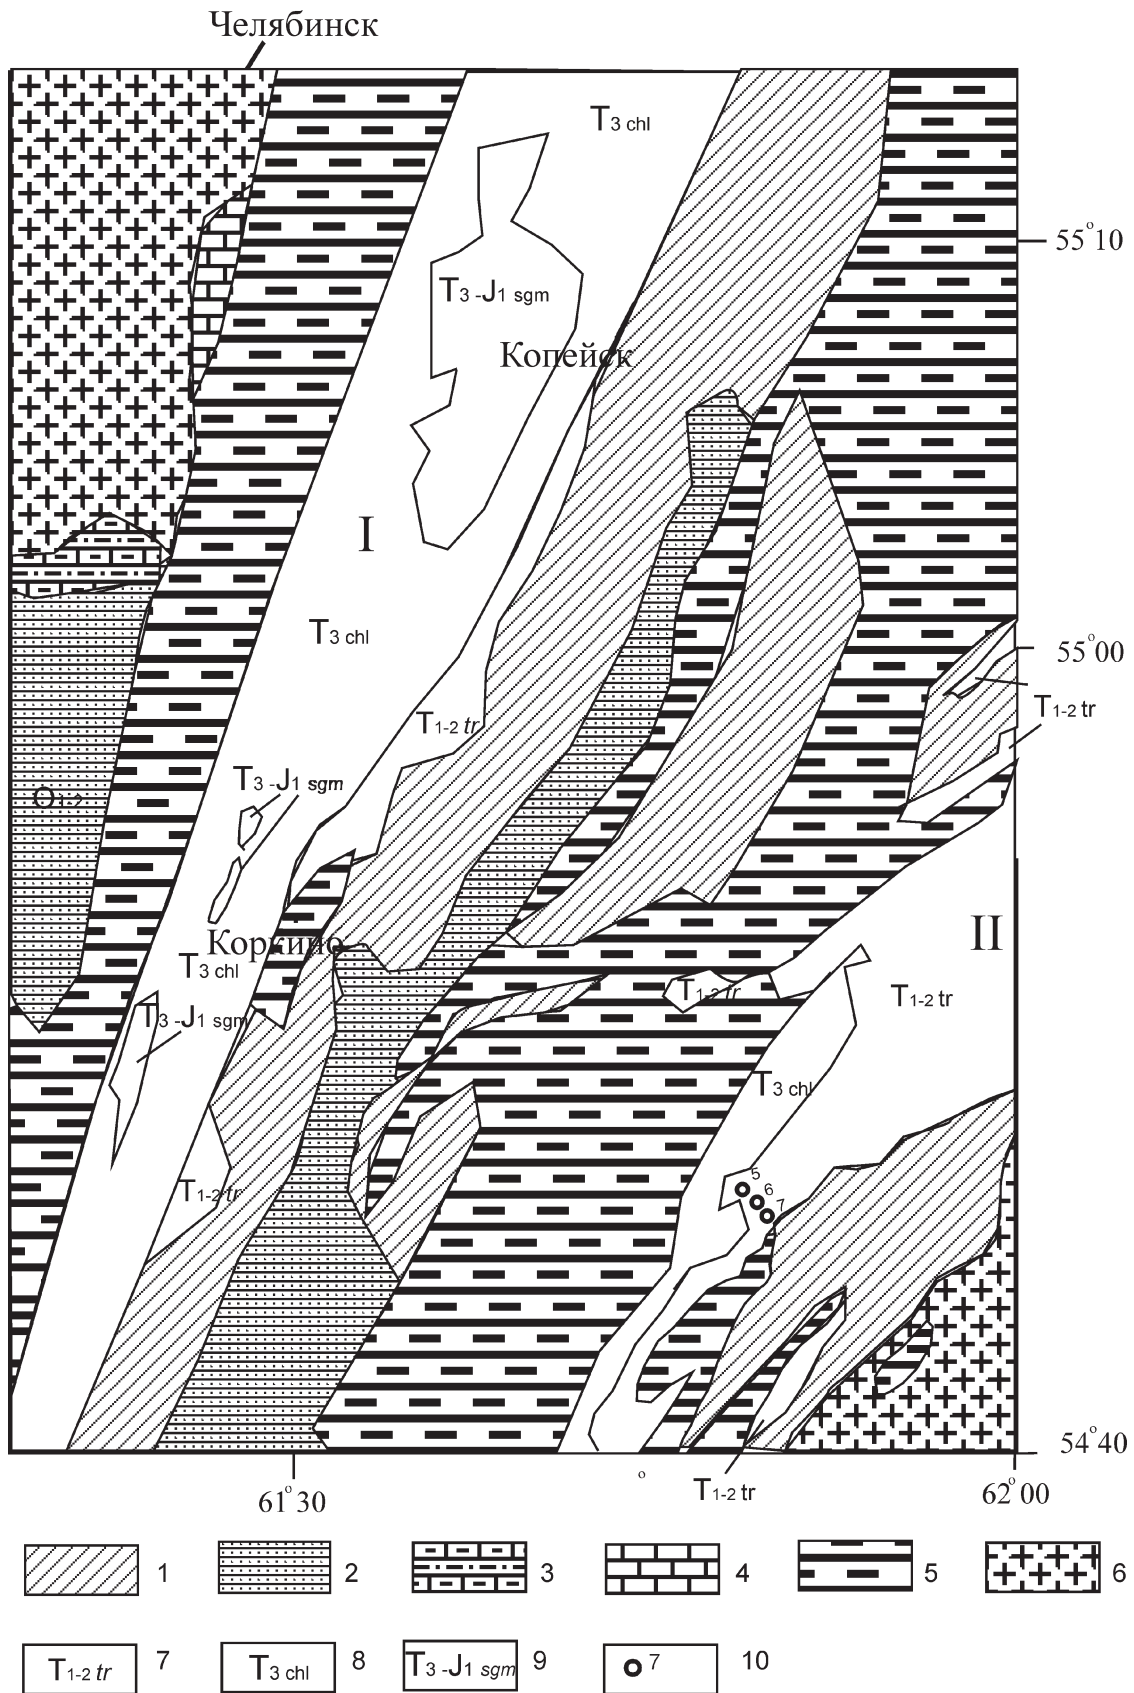 Челябинск
T3 chl
55°10
T3-J1 sgm
Копейск
I
T3 chl
55°00
T1-2 tr
T1-2 tr
T3-J1 sgm
O1-2
II
Коркино
T3 chl
T1-2 tr
T1-2 tr
T3-J1 sgm
T3 chl
5
6
7
T1-2 tr
54°40
T1-2 tr
61°30
°
62°00
1 2 3 4 5 6
T1-2 tr 7 T3 chl 8 T3-J1 sgm 9 7 10